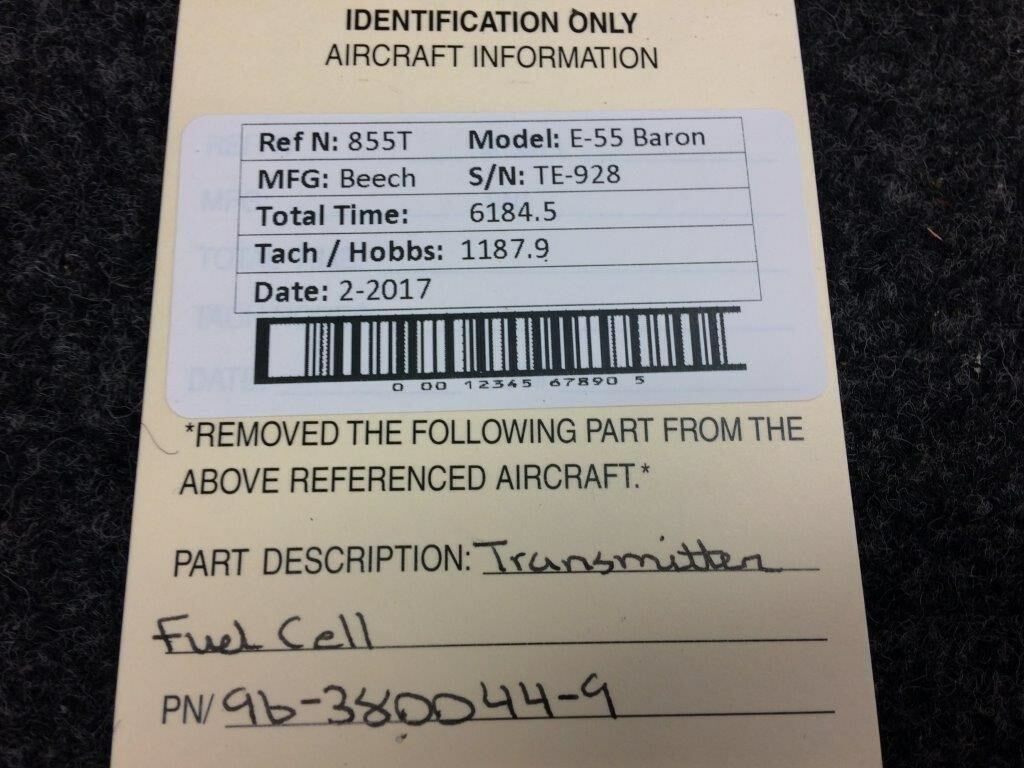 IDENTIFICATION ONLY
AIRCRAFT INFORMATION
Ref N: 855T Model: E-55 Baron
MFG: Beech S/N: TE-928
Total Time: 6184.5
Tach / Hobbs: 1187.9
Date: 2-2017
0 00 12345 67890 5
*REMOVED THE FOLLOWING PART FROM THE
ABOVE REFERENCED AIRCRAFT.*
PART DESCRIPTION: Transmitter
Fuel Cell
PN/ 96-380044-9